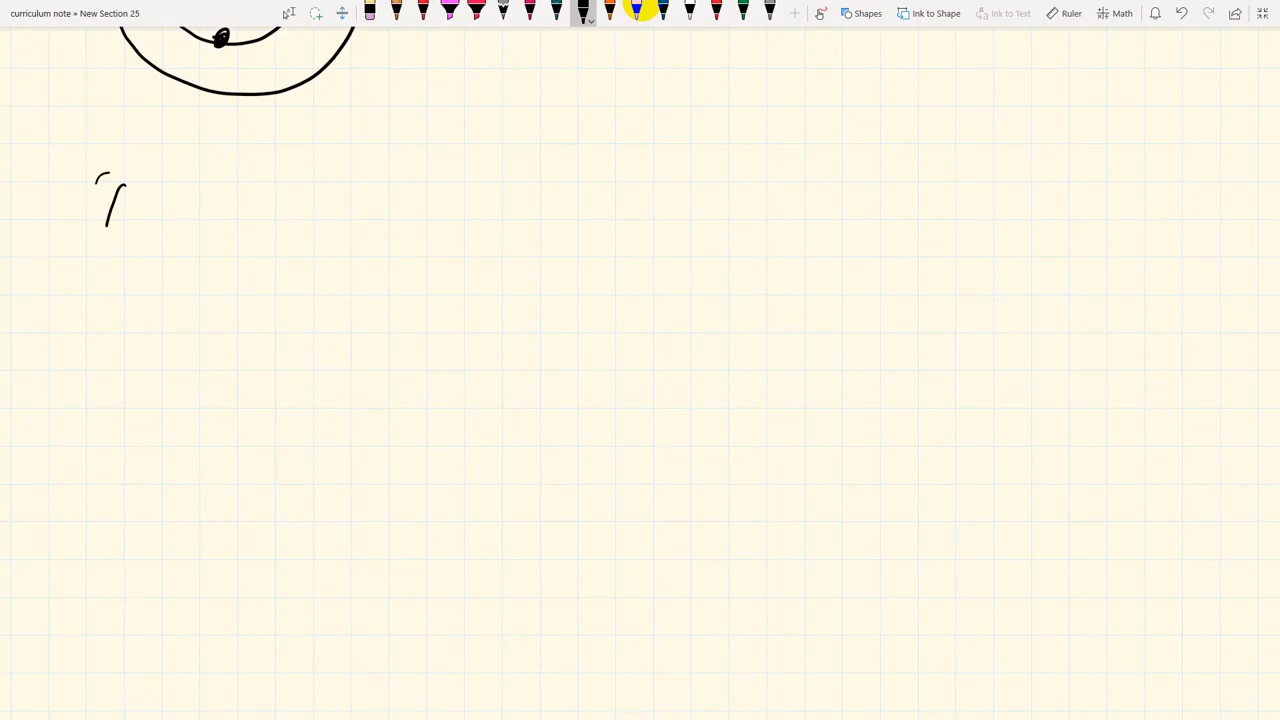 curriculum note » New Section 25
Shapes
Ink to Shape
Ink to Text
Ruler
Math